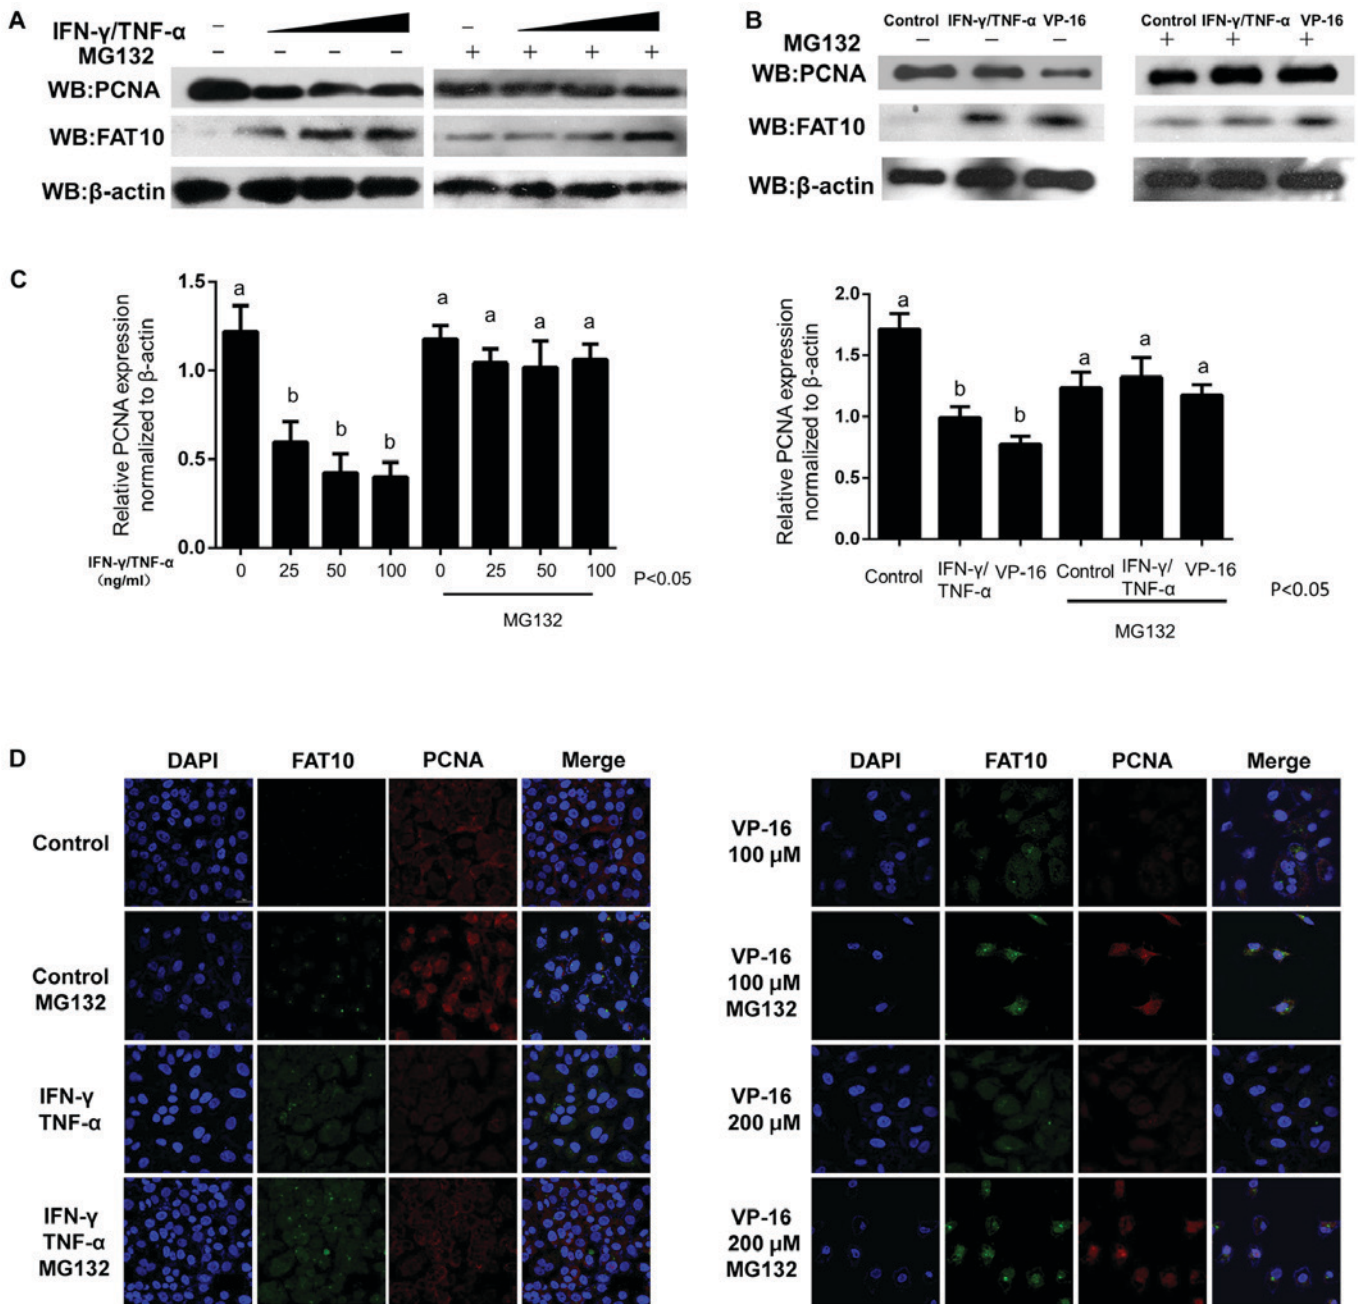 A
IFN-γ/TNF-α − − − − −
MG132 − − − − + + + +
WB:PCNA
WB:FAT10
WB:β-actin
B
Control IFN-γ/TNF-α VP-16 Control IFN-γ/TNF-α VP-16
MG132 − − − + + +
WB:PCNA
WB:FAT10
WB:β-actin
C
Relative PCNA expression
normalized to β-actin
1.5
1.0
0.5
0.0
a b b b a a a a
IFN-γ/TNF-α
(ng/ml)
0 25 50 100 0 25 50 100
P<0.05
MG132
Relative PCNA expression
normalized to β-actin
2.0
1.5
1.0
0.5
0.0
a b b a a a
Control IFN-γ/ VP-16 Control IFN-γ/ VP-16
TNF-α TNF-α
P<0.05
MG132
D
DAPI FAT10 PCNA Merge
Control
Control
MG132
IFN-γ
TNF-α
IFN-γ
TNF-α
MG132
DAPI FAT10 PCNA Merge
VP-16
100 μM
VP-16
100 μM
MG132
VP-16
200 μM
VP-16
200 μM
MG132